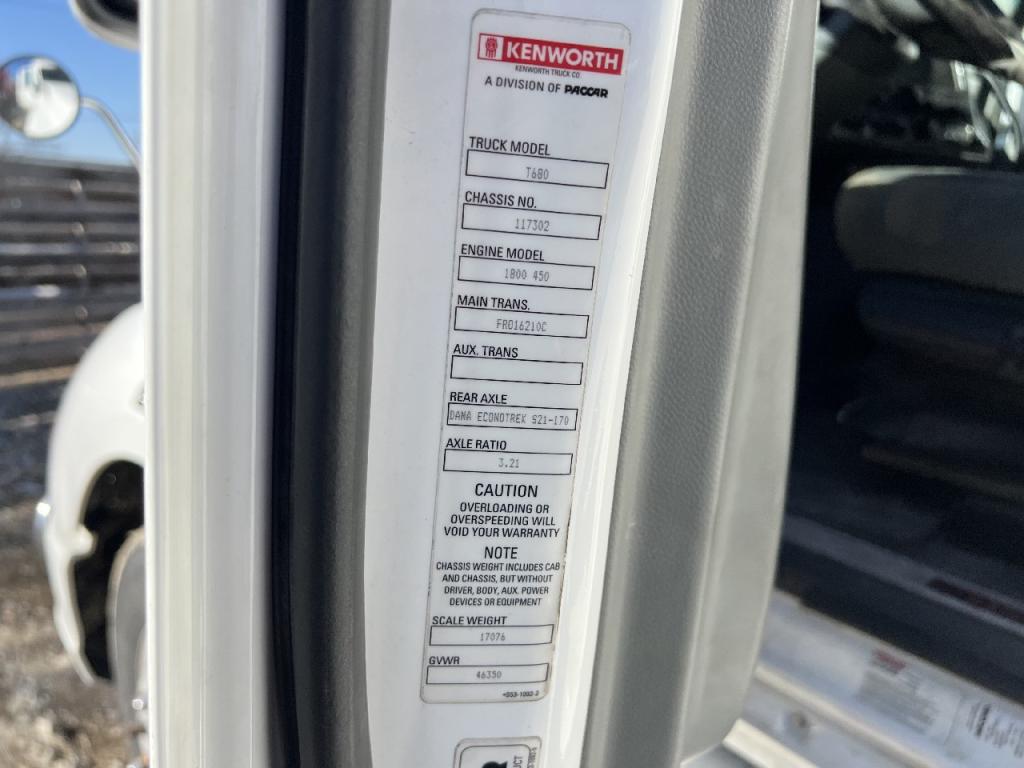 KENWORTH
KENWORTH TRUCK CO.
A DIVISION OF PACCAR
TRUCK MODEL
T680
CHASSIS NO.
117302
ENGINE MODEL
1800 450
MAIN TRANS.
FRO16210C
AUX. TRANS
REAR AXLE
DANA ECONOTREK S21-170
AXLE RATIO
3.21
CAUTION
OVERLOADING OR
OVERSPEEDING WILL
VOID YOUR WARRANTY
NOTE
CHASSIS WEIGHT INCLUDES CAB
AND CHASSIS, BUT WITHOUT
DRIVER, BODY, AUX. POWER
DEVICES OR EQUIPMENT
SCALE WEIGHT
17076
GVWR
46350